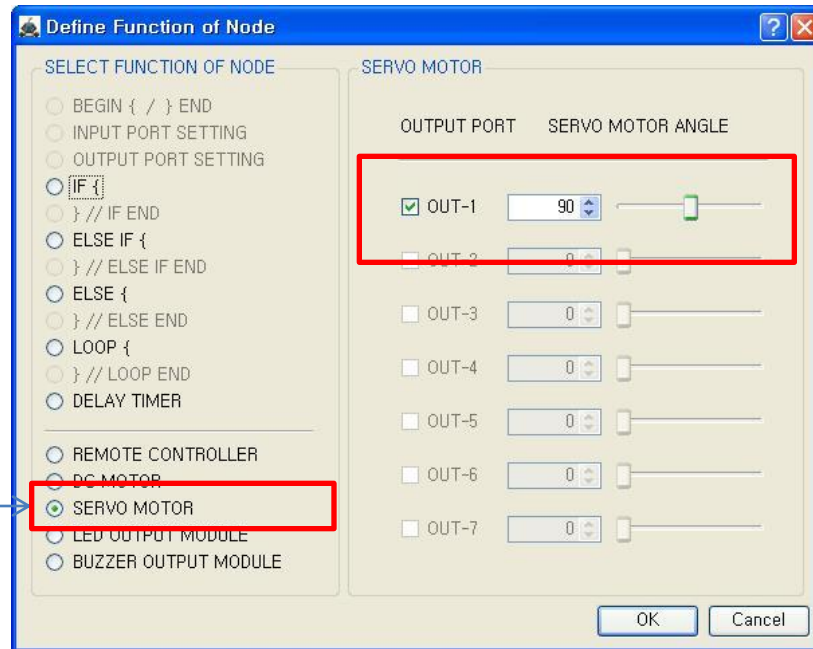 Define Function of Node
SELECT FUNCTION OF NODE
BEGIN { / } END
INPUT PORT SETTING
OUTPUT PORT SETTING
IF {
} // IF END
ELSE IF {
} // ELSE IF END
ELSE {
} // ELSE END
LOOP {
} // LOOP END
DELAY TIMER
REMOTE CONTROLLER
DC MOTOR
SERVO MOTOR
LED OUTPUT MODULE
BUZZER OUTPUT MODULE
SERVO MOTOR
OUTPUT PORT SERVO MOTOR ANGLE
OUT-1 90
OUT-2 0
OUT-3 0
OUT-4 0
OUT-5 0
OUT-6 0
OUT-7 0
OK Cancel